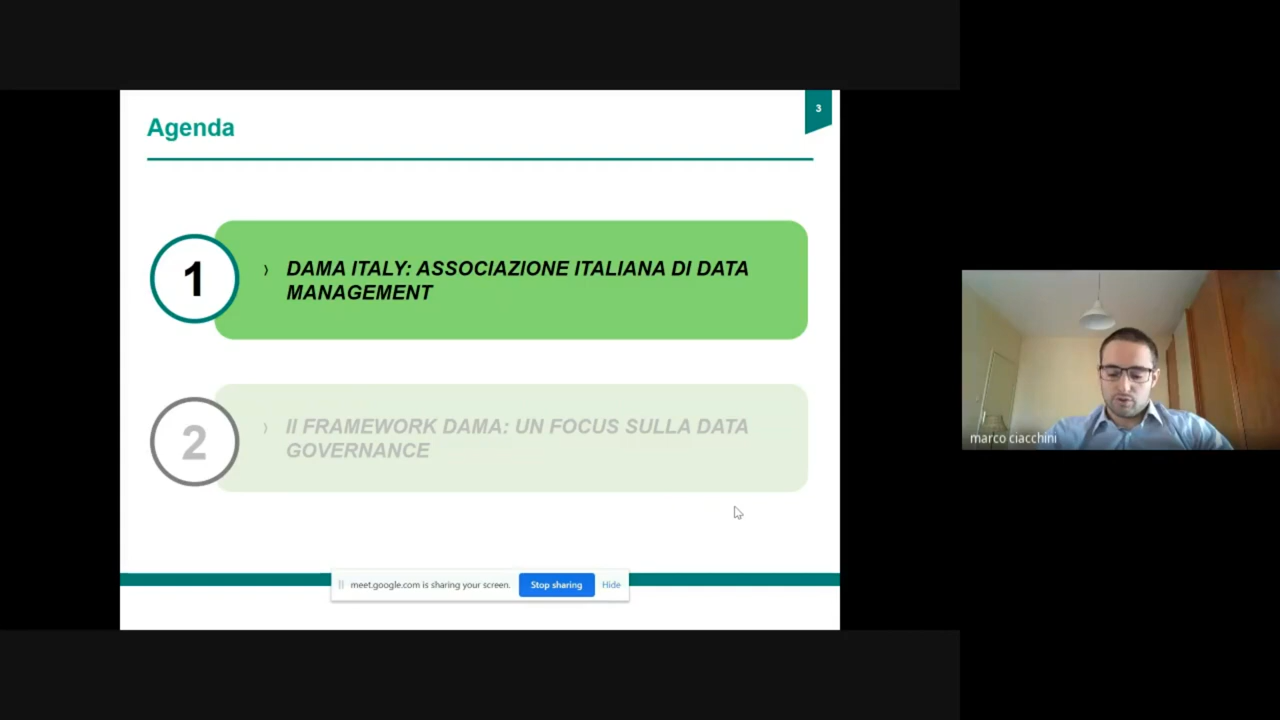 3
Agenda
1
DAMA ITALY: ASSOCIAZIONE ITALIANA DI DATA
MANAGEMENT
2
Il FRAMEWORK DAMA: UN FOCUS SULLA DATA
GOVERNANCE
marco ciacchini
meet.google.com is sharing your screen. Stop sharing Hide